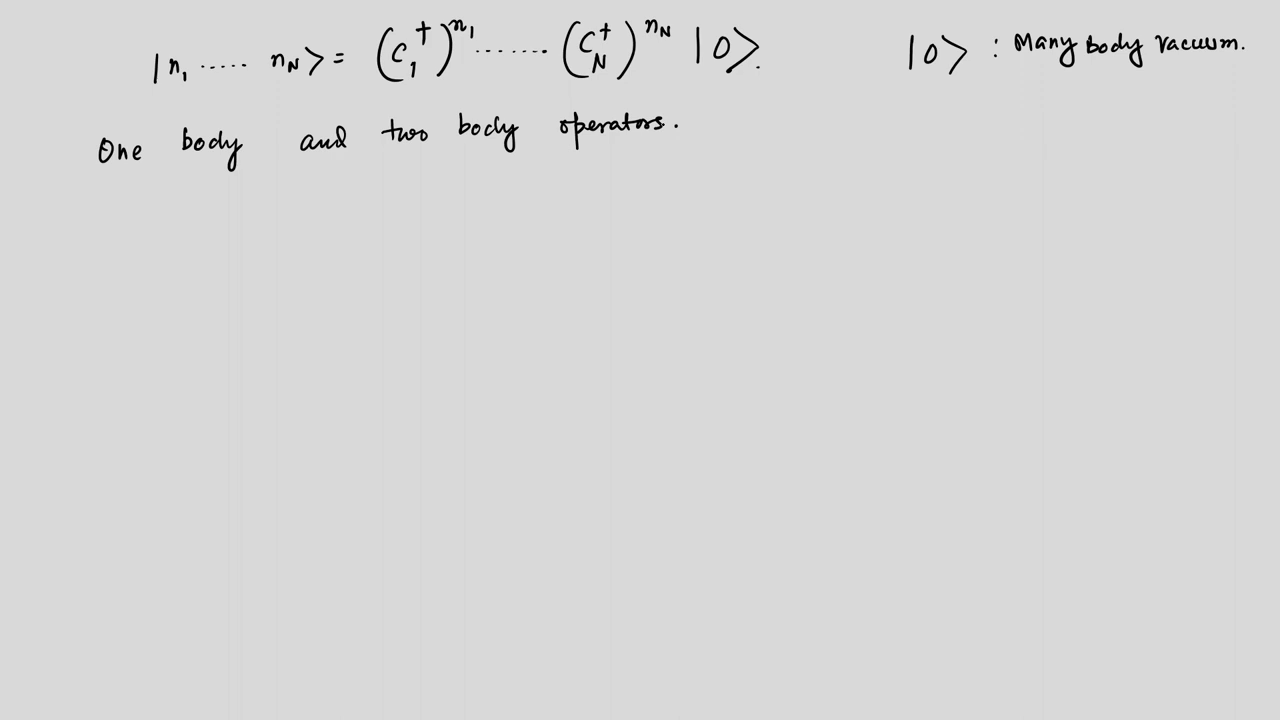 |n₁ ..... n_N⟩ = (C₁†)^n₁ ........ (C_N†)^n_N |0⟩. |0⟩ : Many body vacuum.
One body and two body operators.